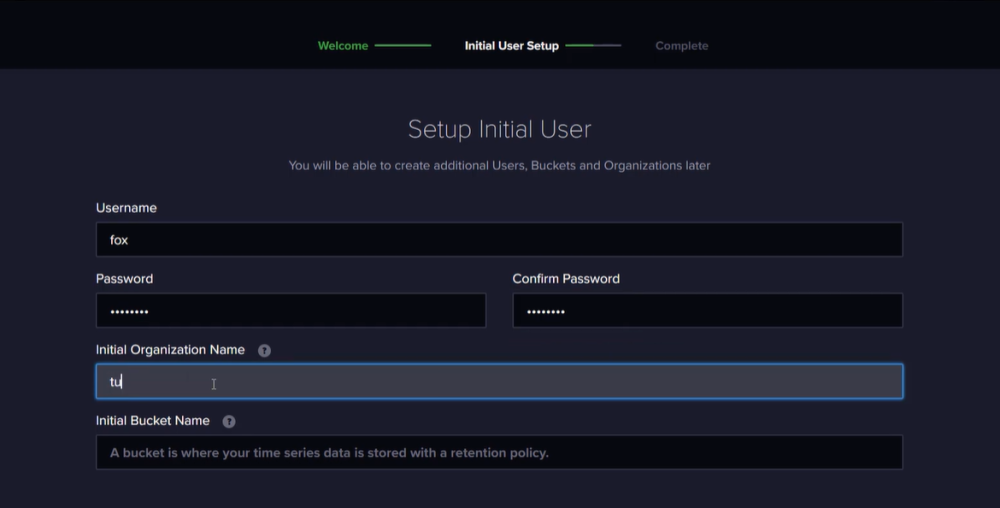 Welcome Initial User Setup Complete
Setup Initial User
You will be able to create additional Users, Buckets and Organizations later
Username
fox
Password Confirm Password
•••••••• ••••••••
Initial Organization Name ?
tu
Initial Bucket Name ?
A bucket is where your time series data is stored with a retention policy.